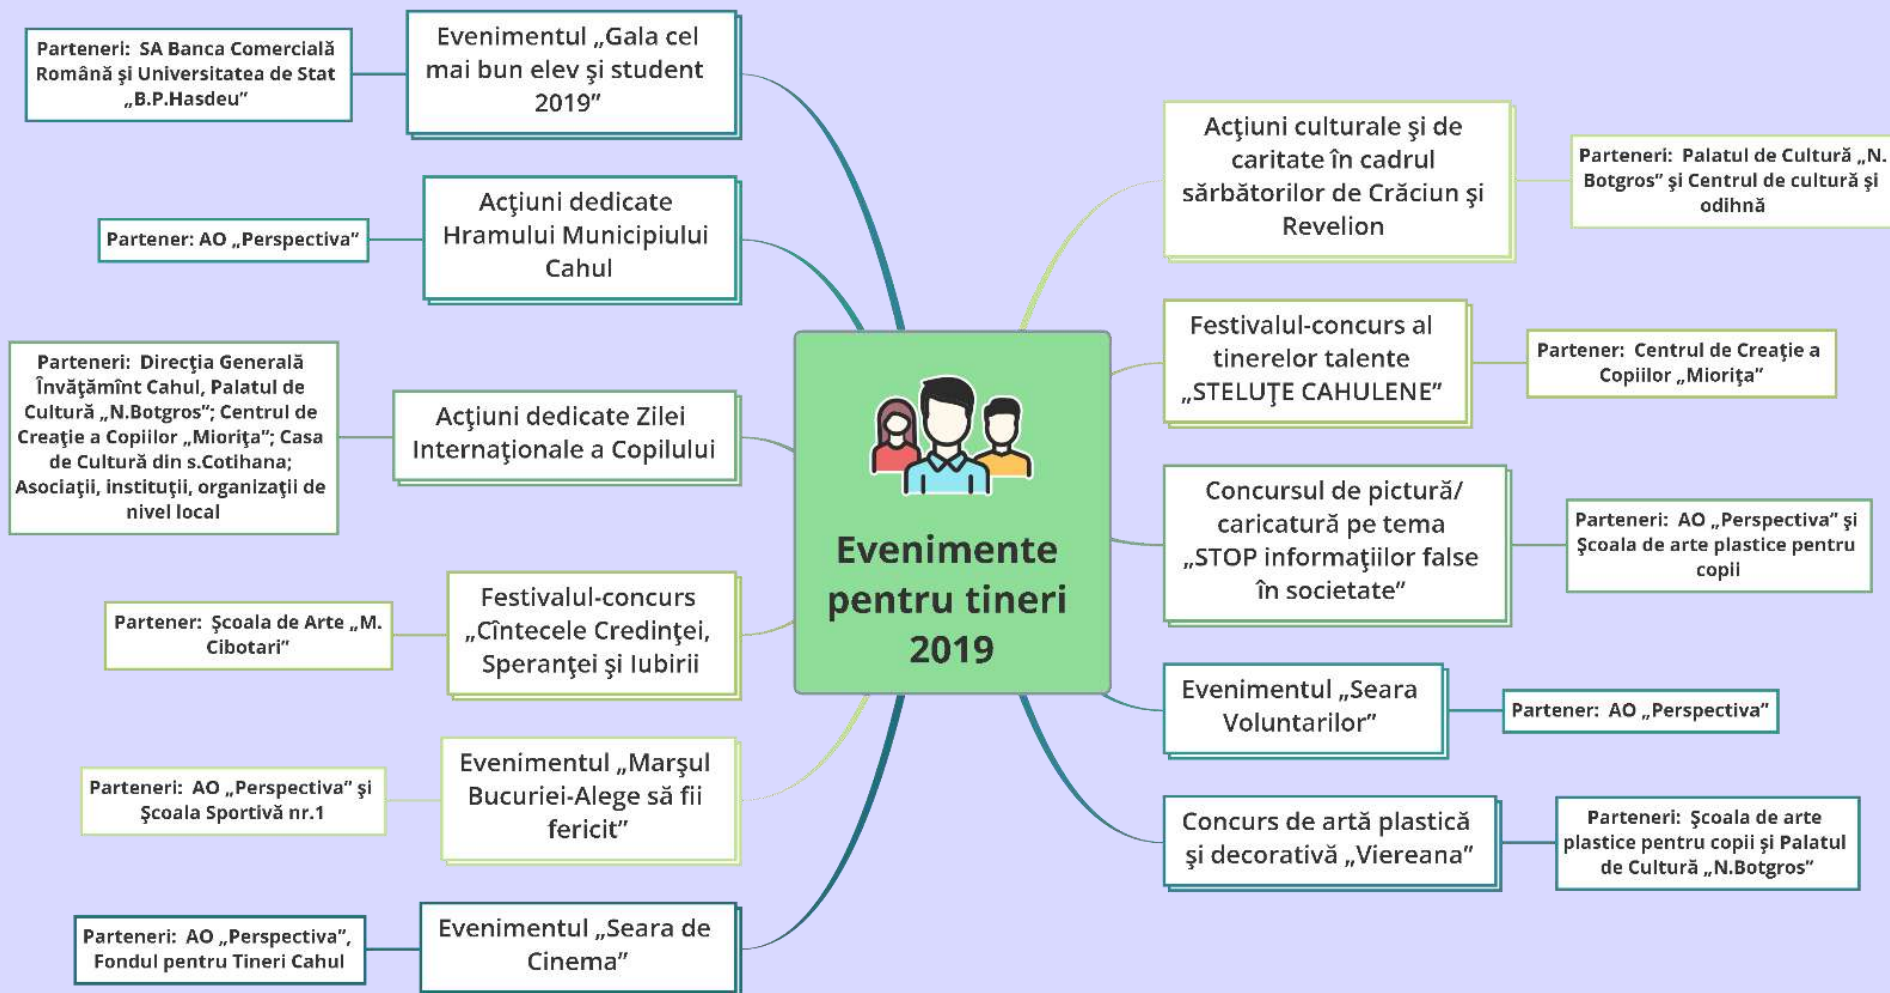 Evenimente
pentru tineri
2019
Evenimentul „Gala cel
mai bun elev şi student
2019”
Parteneri:  SA Banca Comercială
Română şi Universitatea de Stat
„B.P.Hasdeu”
Acţiuni dedicate
Hramului Municipiului
Cahul
Partener: AO „Perspectiva”
Acţiuni dedicate Zilei
Internaţionale a Copilului
Parteneri:  Direcţia Generală
Învăţămînt Cahul, Palatul de
Cultură „N.Botgros”; Centrul de
Creaţie a Copiilor „Mioriţa”; Casa
de Cultură din s.Cotihana;
Asociaţii, instituţii, organizaţii de
nivel local
Festivalul-concurs
„Cîntecele Credinţei,
Speranţei şi Iubirii
Partener:  Şcoala de Arte „M.
Cibotari”
Evenimentul „Marşul
Bucuriei-Alege să fii
fericit”
Parteneri:  AO „Perspectiva” şi
Şcoala Sportivă nr.1
Evenimentul „Seara de
Cinema”
Parteneri:  AO „Perspectiva”,
Fondul pentru Tineri Cahul
Acţiuni culturale şi de
caritate în cadrul
sărbătorilor de Crăciun şi
Revelion
Parteneri:  Palatul de Cultură „N.
Botgros” şi Centrul de cultură şi
odihnă
Festivalul-concurs al
tinerelor talente
„STELUŢE CAHULENE”
Partener:  Centrul de Creaţie a
Copiilor „Mioriţa”
Concursul de pictură/
caricatură pe tema
„STOP informaţiilor false
în societate”
Parteneri:  AO „Perspectiva” şi
Şcoala de arte plastice pentru
copii
Evenimentul „Seara
Voluntarilor”
Partener:  AO „Perspectiva”
Concurs de artă plastică
şi decorativă „Viereana”
Parteneri:  Şcoala de arte
plastice pentru copii şi Palatul
de Cultură „N.Botgros”